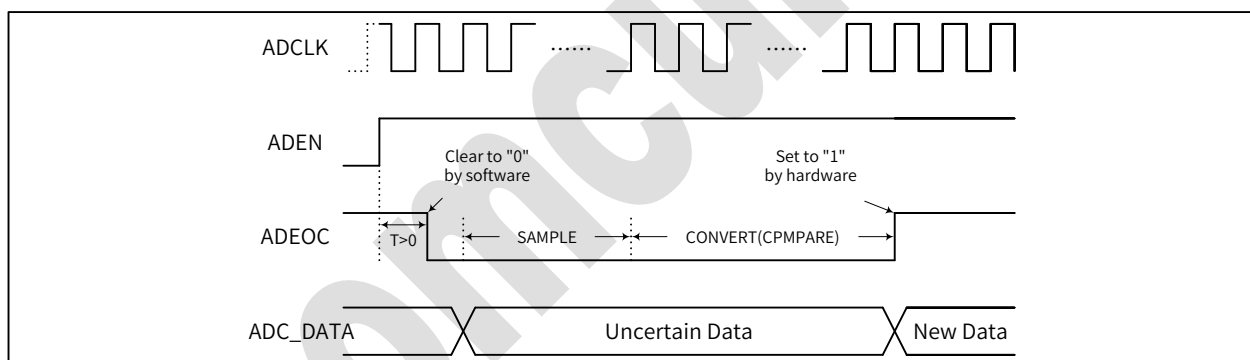 ADCLK
...... ......
ADEN
Clear to "0"
by software
Set to "1"
by hardware
ADEOC
T>0
SAMPLE
CONVERT(CPMPARE)
ADC_DATA
Uncertain Data
New Data